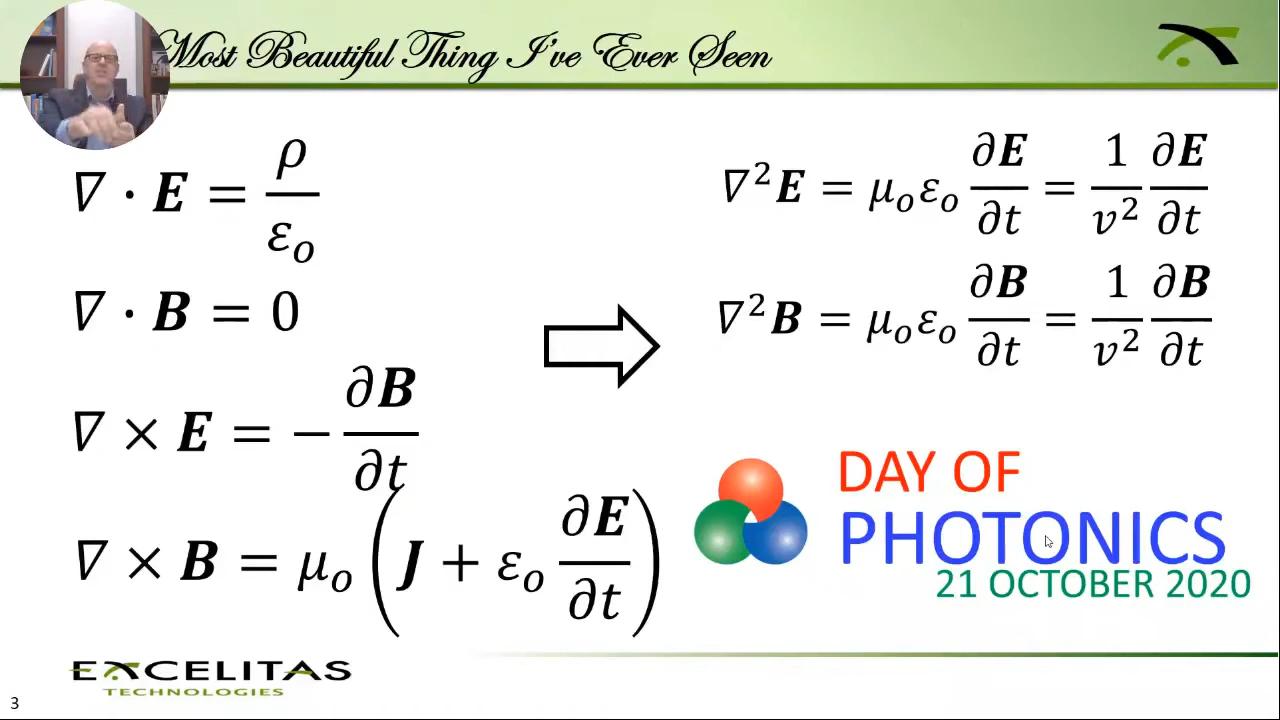 Most Beautiful Thing I've Ever Seen
∇ · E = ρ/ε₀
∇ · B = 0
∇ × E = −∂B/∂t
∇ × B = μ₀(J + ε₀ ∂E/∂t)
∇²E = μ₀ε₀ ∂E/∂t = 1/v² ∂E/∂t
∇²B = μ₀ε₀ ∂B/∂t = 1/v² ∂B/∂t
DAY OF
PHOTONICS
21 OCTOBER 2020
EXCELITAS
TECHNOLOGIES
3